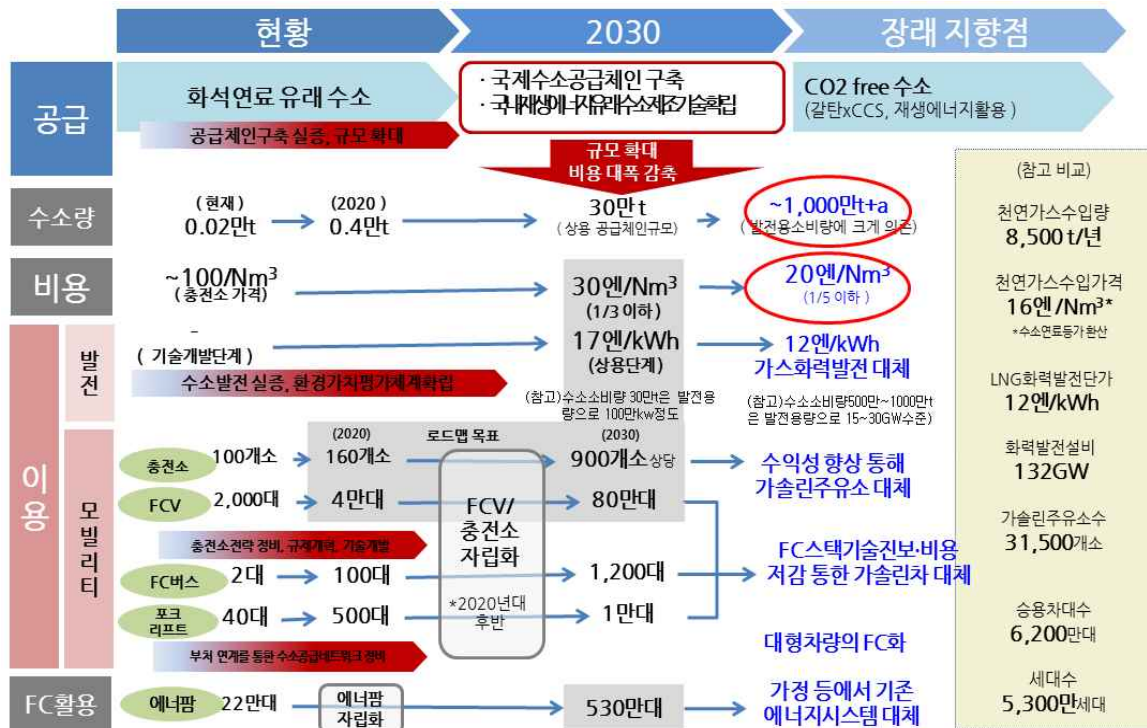 현황
2030
장래 지향점
공급
화석연료 유래 수소
· 국제수소공급체인 구축
· 국내재생에너지유래수소제조기술확립
CO2 free 수소
(갈탄xCCS, 재생에너지활용 )
공급체인구축 실증, 규모 확대
규모 확대
비용 대폭 감축
(참고 비교)
수소량
(현재)
0.02만t
(2020)
0.4만t
30만t
( 상용 공급체인규모)
~1,000만t+a
( 발전용소비량에 크게 의존)
천연가스수입량
8,500 t/년
비용
~100/Nm³
(충전소 가격)
30엔/Nm³
(1/3 이하)
20엔/Nm³
(1/5 이하 )
천연가스수입가격
16엔/Nm³*
*수소연료등가 환산
이용
발전
-
( 기술개발단계)
17엔/kWh
(상용단계)
12엔/kWh
가스화력발전 대체
수소발전 실증, 환경가치평가체계확립
(참고)수소소비량 30만t은 발전용
량으로 100만kw정도
(참고)수소소비량500만~1000만t
은 발전용량으로 15~30GW수준)
LNG화력발전단가
12엔/kWh
모빌리티
(2020)
로드맵 목표
(2030)
충전소
100개소
160개소
900개소상당
수익성 향상 통해
가솔린주유소 대체
화력발전설비
132GW
FCV
2,000대
4만대
FCV/
충전소
자립화
*2020년대
후반
80만대
가솔린주유소수
31,500개소
충전소전략 정비, 규제개혁, 기술개발
FC버스
2대
100대
1,200대
FC스택기술진보·비용
저감 통한 가솔린차 대체
포크
리프트
40대
500대
1만대
승용차대수
6,200만대
대형차량의 FC화
부처 연계를 통한 수소공급네트워크 정비
FC활용
에너팜
22만대
에너팜
자립화
530만대
가정 등에서 기존
에너지시스템 대체
세대수
5,300만세대